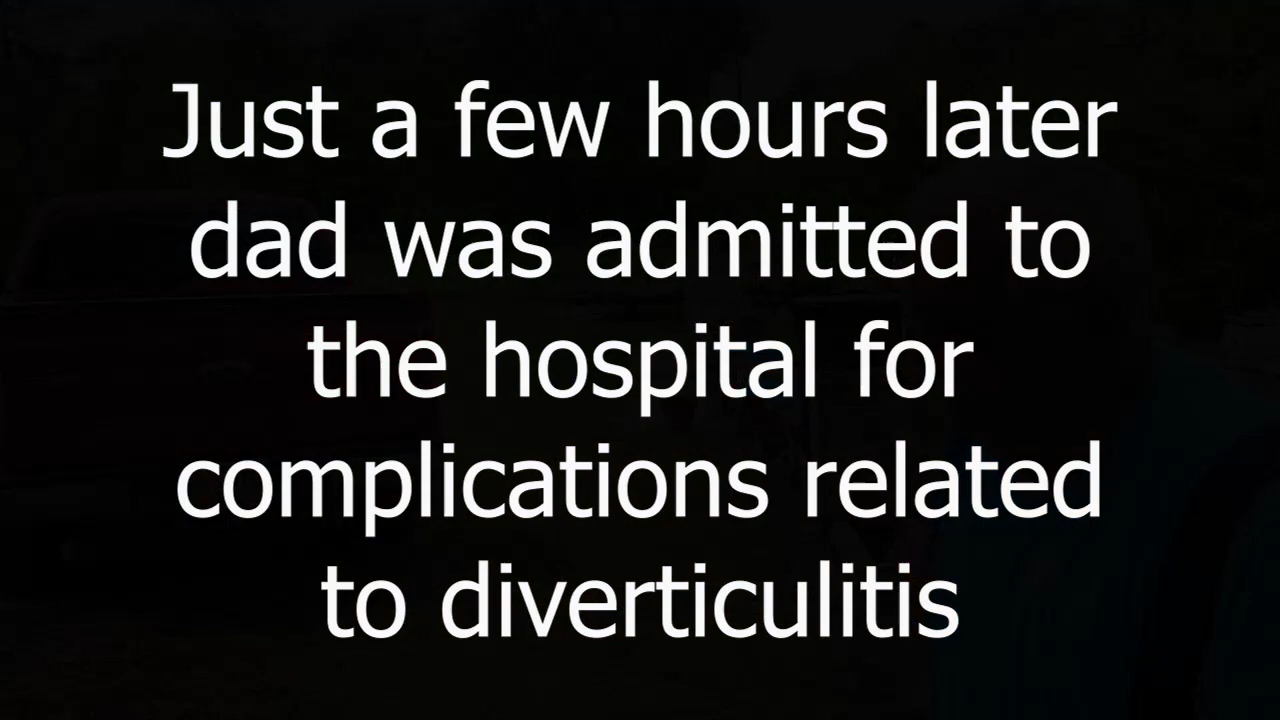 Just a few hours later
dad was admitted to
the hospital for
complications related
to diverticulitis